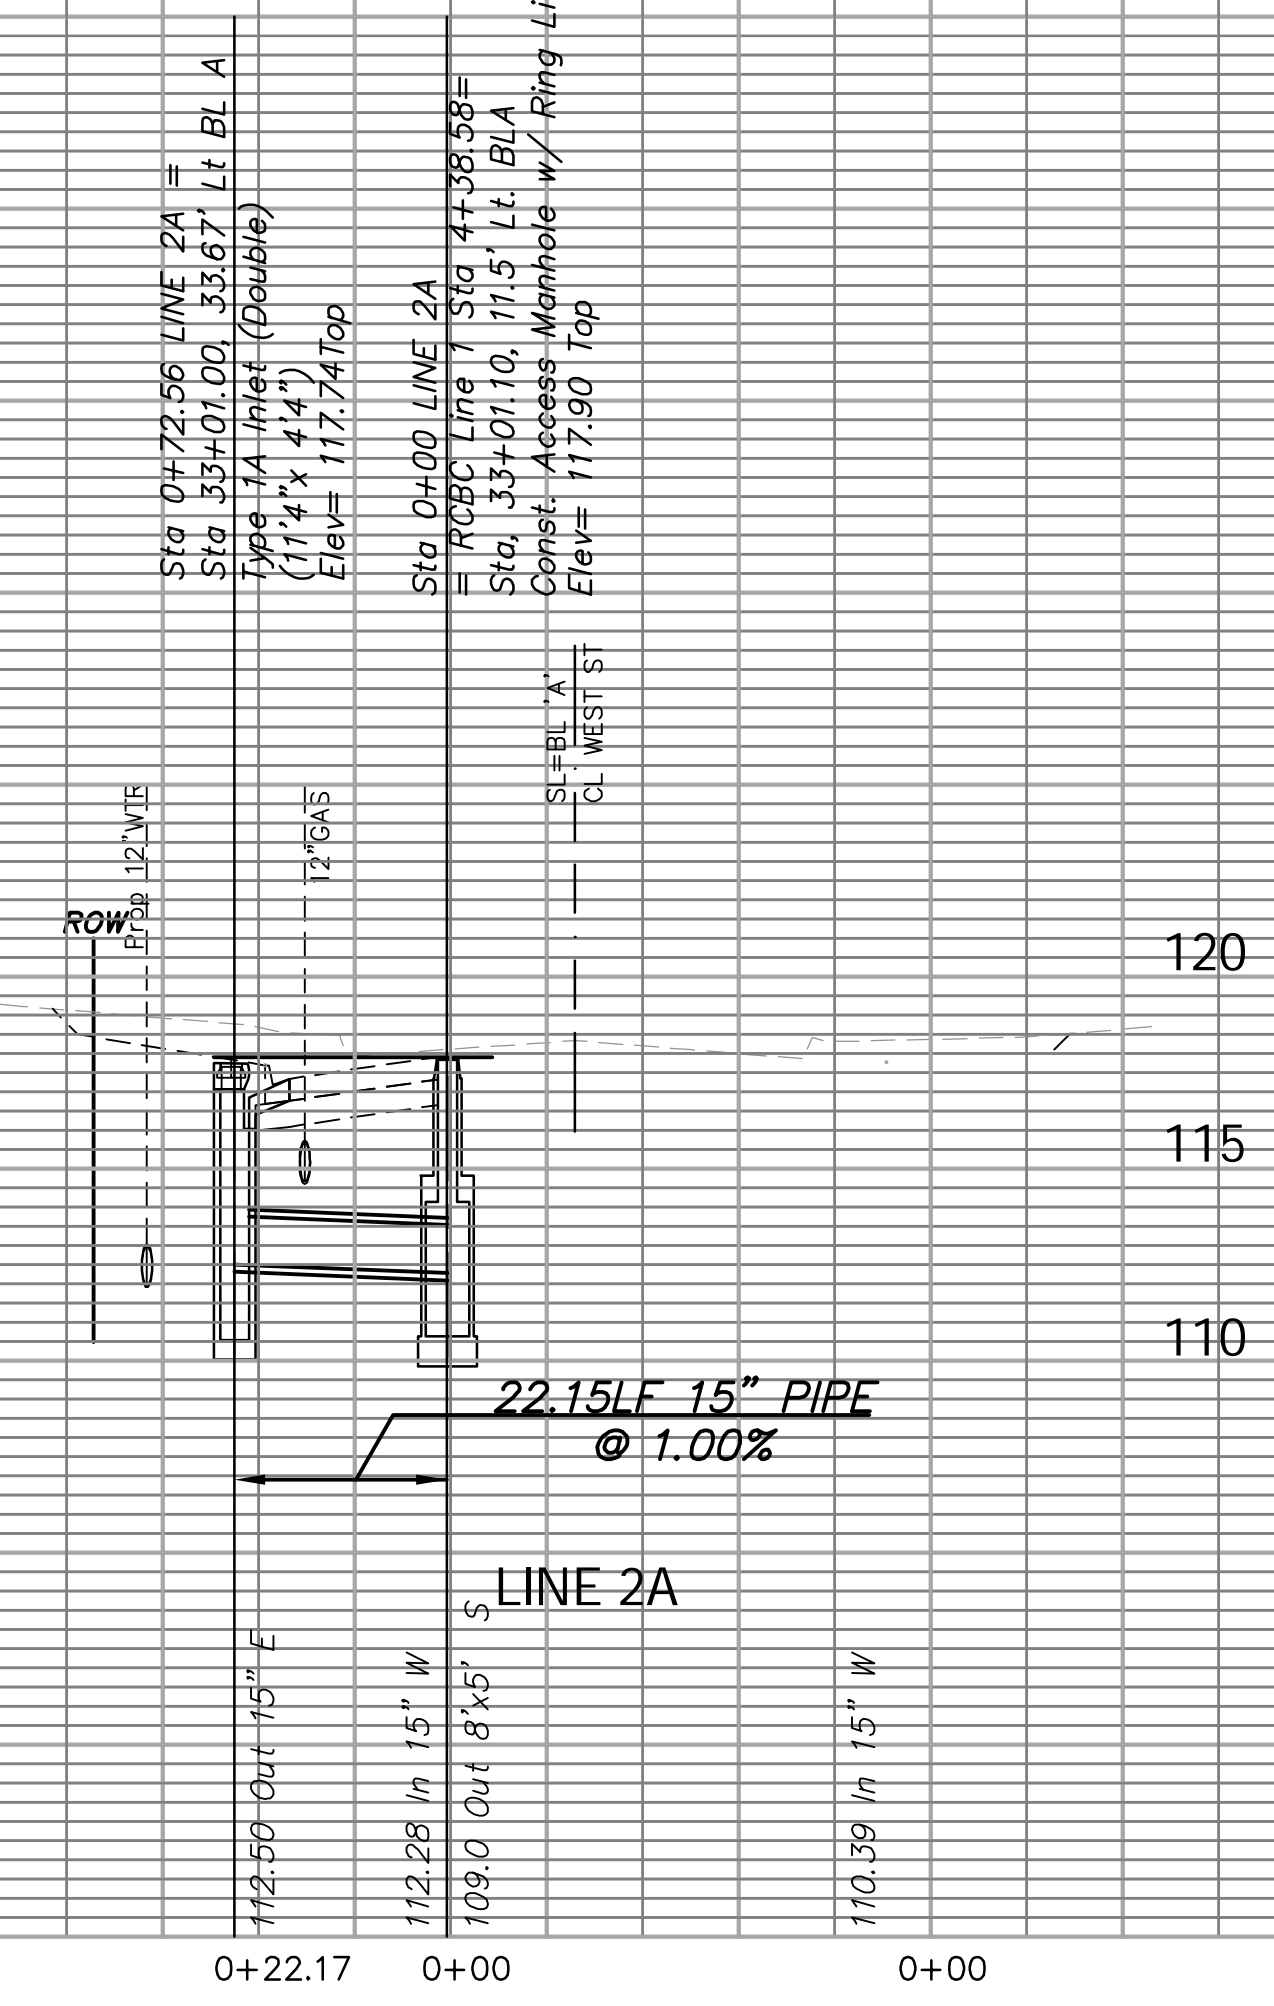 Sta 0+72.56 LINE 2A =
Sta 33+01.00, 33.67' Lt BL A
Type 1A Inlet (Double)
(11'4"x 4'4")
Elev= 117.74Top
Sta 0+00 LINE 2A
= RCBC Line 1 Sta 4+38.58=
Sta, 33+01.10, 11.5' Lt. BLA
Const. Access Manhole w/ Ring
Elev= 117.90 Top
SL=BL 'A'
CL WEST ST
Prop 12"WTR
12"GAS
ROW
120
115
110
22.15LF 15" PIPE
@ 1.00%
LINE 2A
112.50 Out 15" E
112.28 In 15" W
109.0 Out 8'x5' S
110.39 In 15" W
0+22.17
0+00
0+00